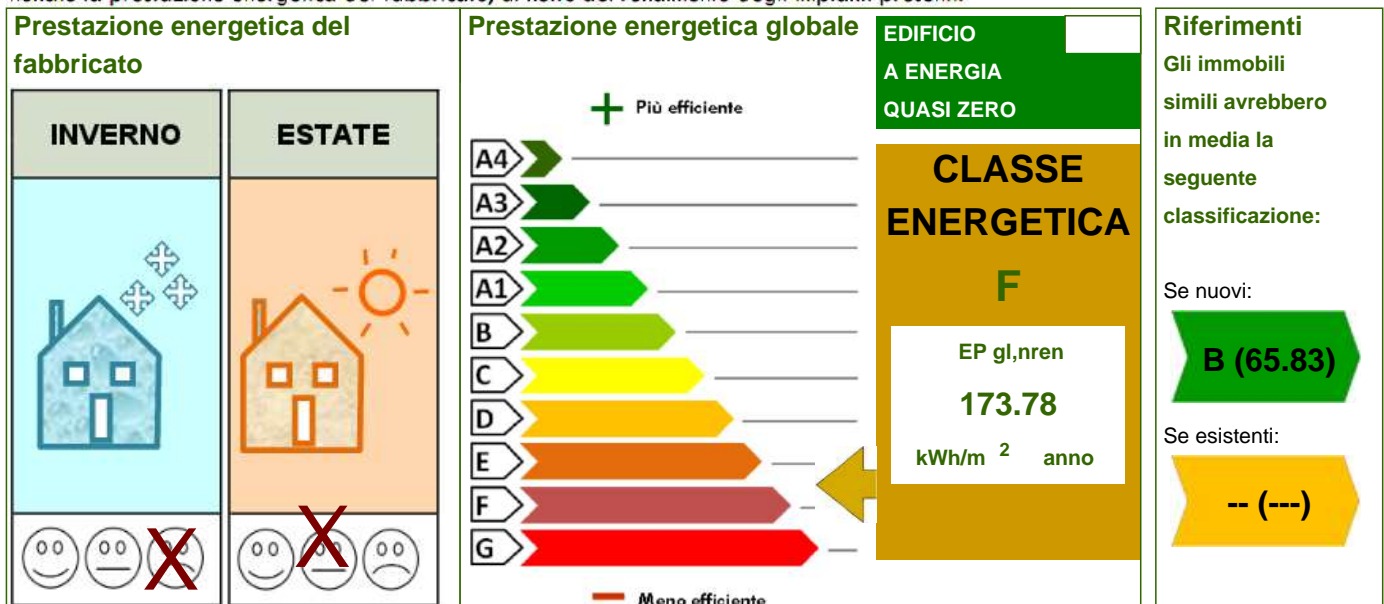 Prestazione energetica del
fabbricato
INVERNO
ESTATE
Prestazione energetica globale
Più efficiente
A4
A3
A2
A1
B
C
D
E
F
G
Meno efficiente
EDIFICIO
A ENERGIA
QUASI ZERO
CLASSE
ENERGETICA
F
EP gl,nren
173.78
kWh/m 2 anno
Riferimenti
Gli immobili
simili avrebbero
in media la
seguente
classificazione:
Se nuovi:
B (65.83)
Se esistenti:
-- (---)